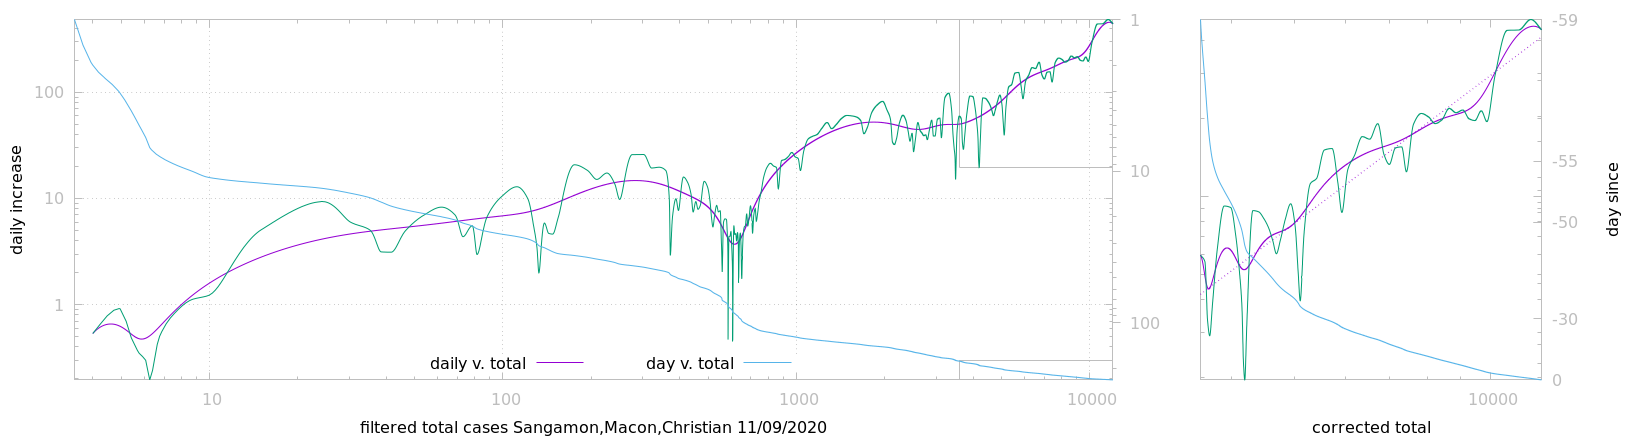 daily increase
100
10
1
daily v. total
day v. total
10
100
1000
10000
filtered total cases Sangamon,Macon,Christian 11/09/2020
1
10
100
10000
corrected total
-59
-55
-50
-30
0
day since